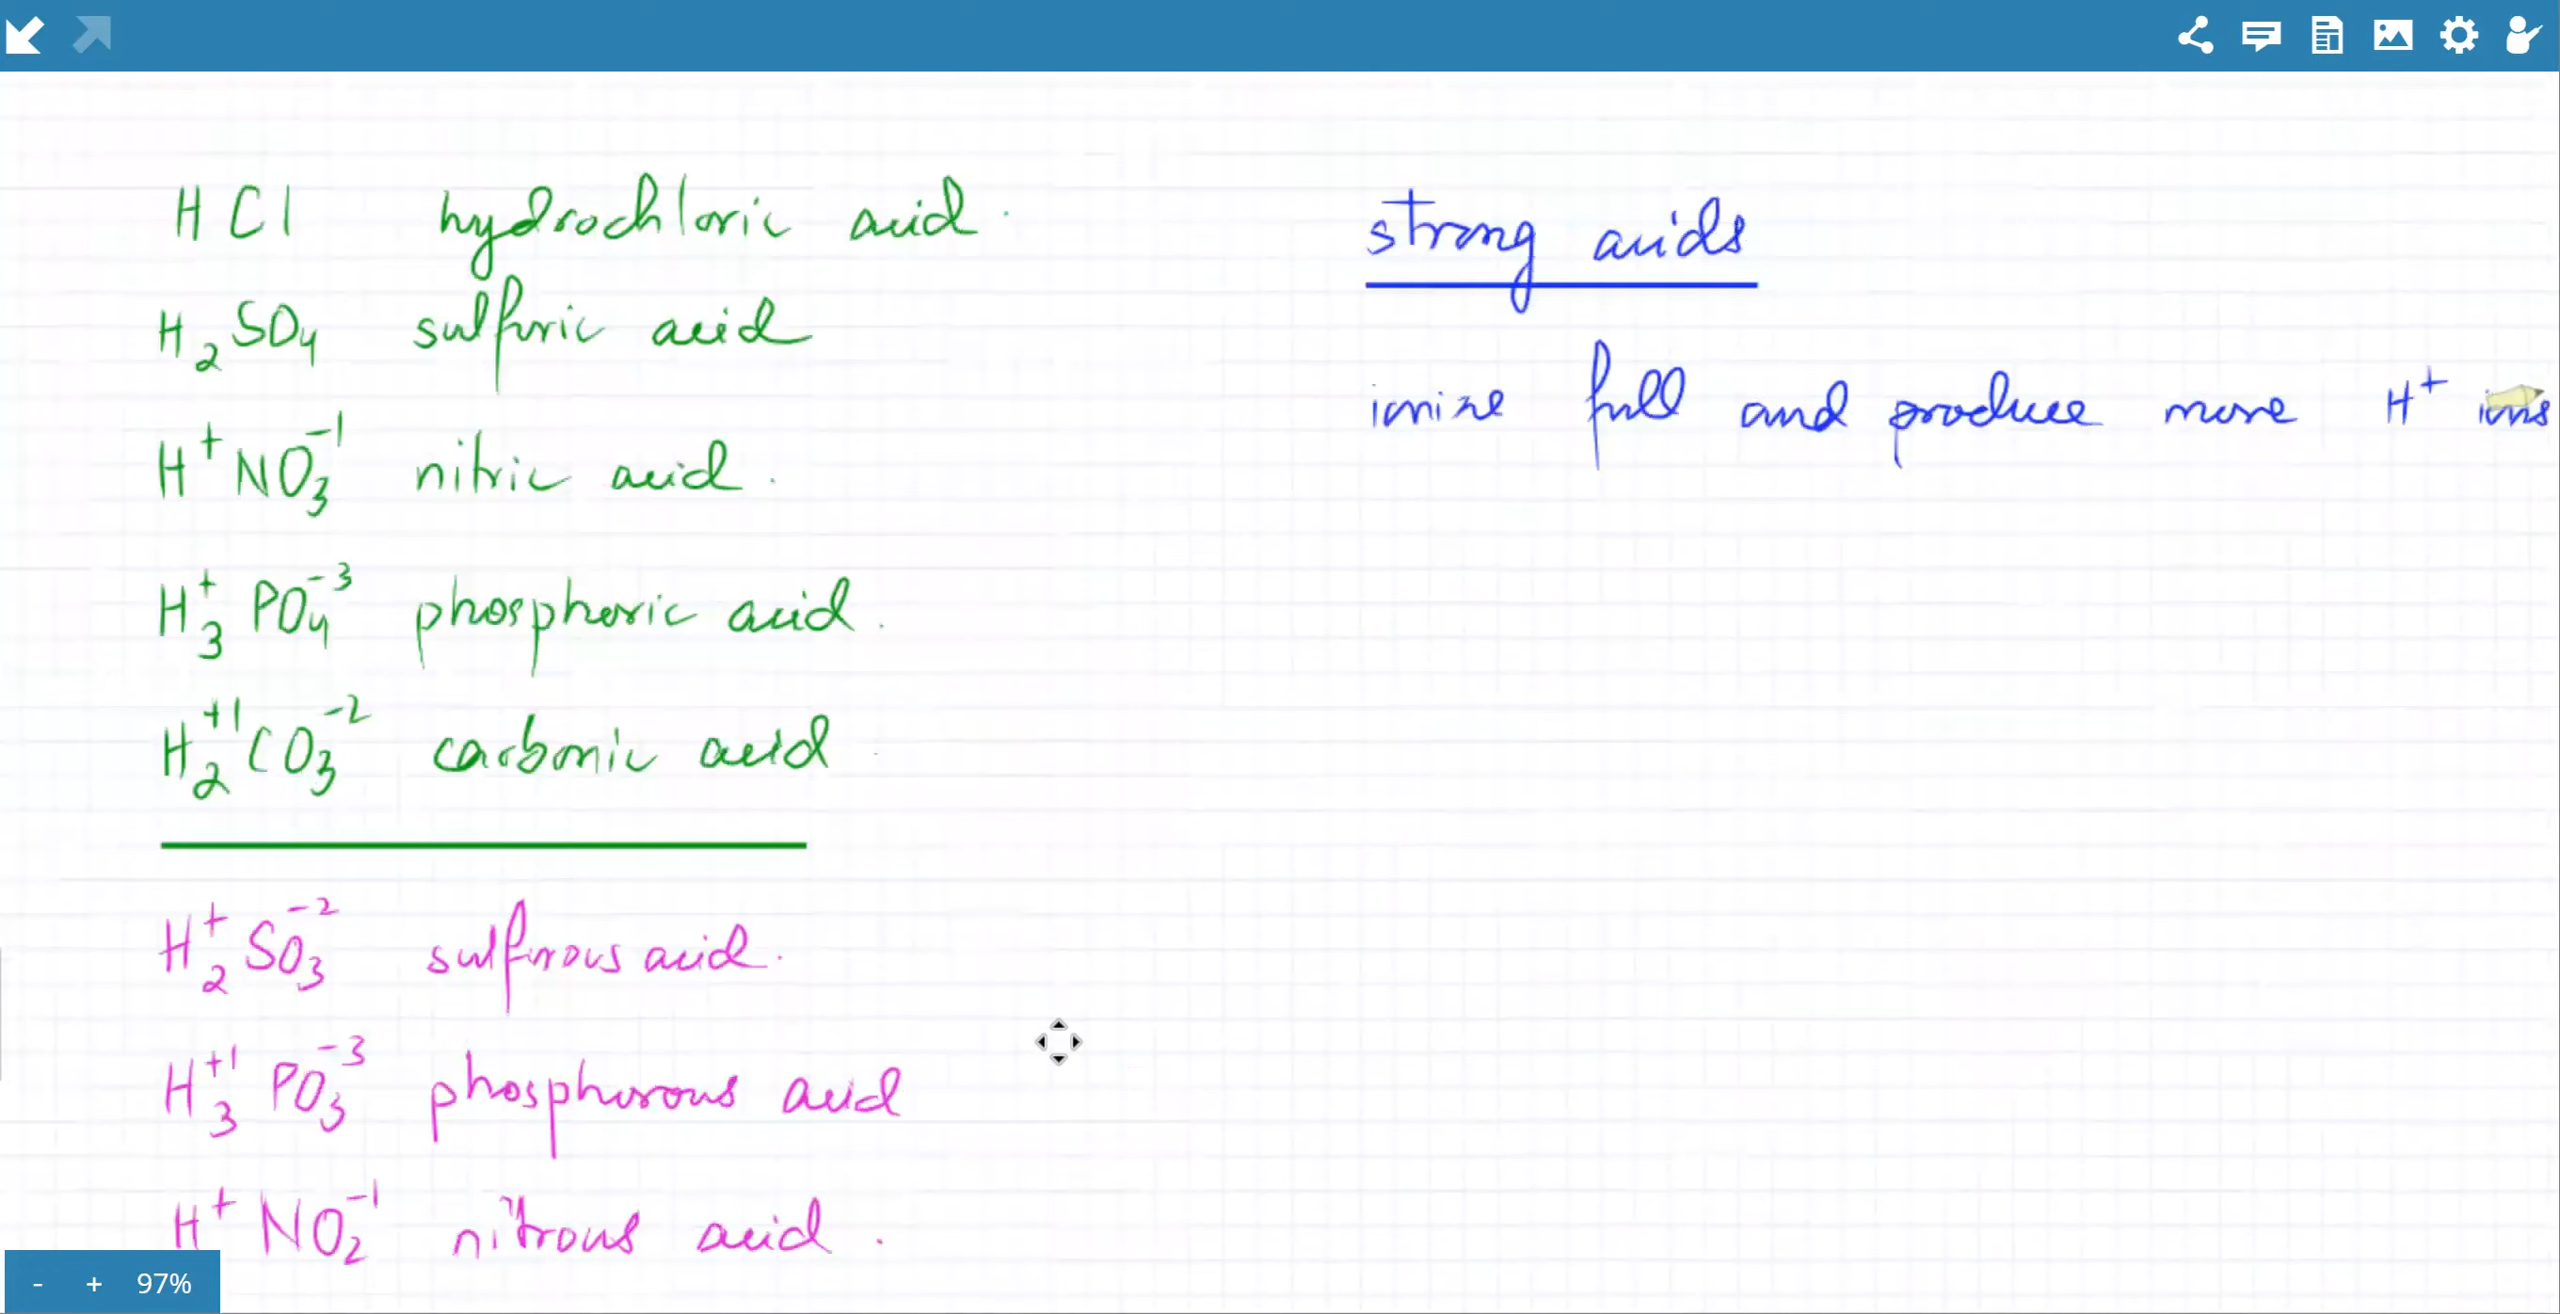 HCl hydrochloric acid.
H₂SO₄ sulfuric acid
H⁺NO₃⁻¹ nitric acid.
H₃⁺PO₄⁻³ phosphoric acid.
H₂⁺¹CO₃⁻² carbonic acid
H₂⁺SO₃⁻² sulfurous acid.
H₃⁺¹PO₃⁻³ phosphorous acid
H⁺NO₂⁻¹ nitrous acid.
strong acids
ionize full and produce more H⁺ ions
- + 97%